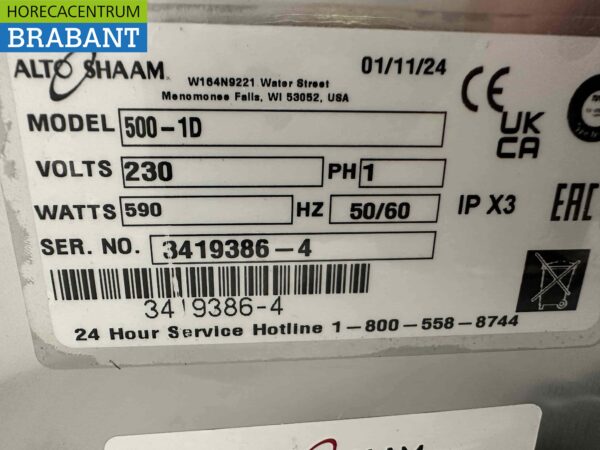 HORECACENTRUM
BRABANT
ALTO SHAAM
01/11/24
W164N9221 Water Street
Menomonee Falls, WI 53052, USA
CE
MODEL 500-1D
UK
CA
VOLTS 230 PH 1
WATTS 590 HZ 50/60 IP X3 EAC
SER. NO. 3419386-4
3419386-4
24 Hour Service Hotline 1-800-558-8744
SHAAM